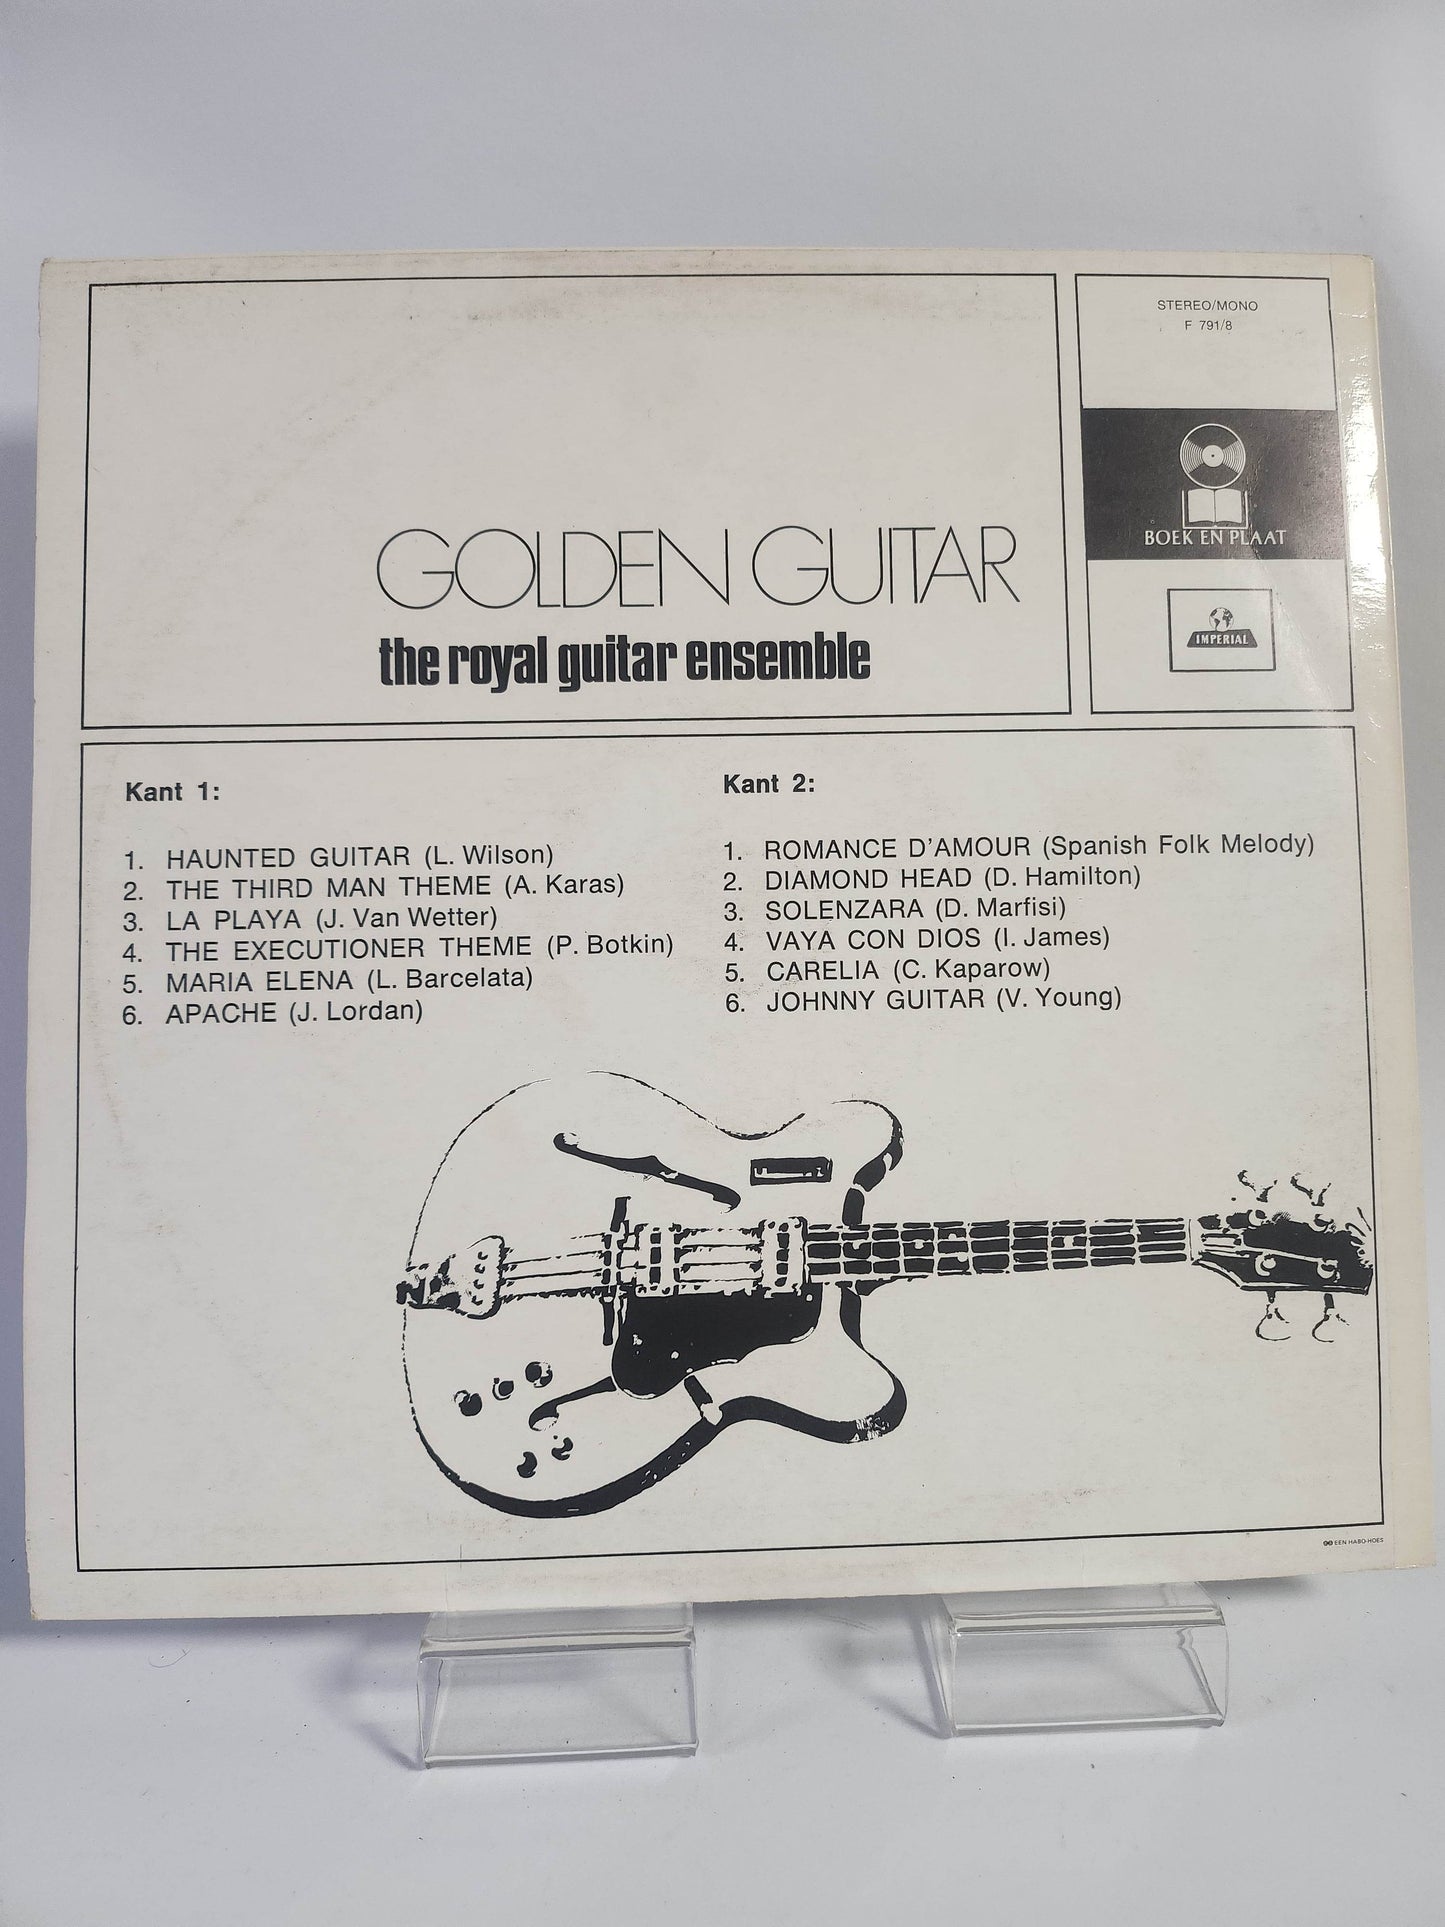 STEREO/MONO
F 791/8
BOEK EN PLAAT
IMPERIAL
GOLDEN GUITAR
the royal guitar ensemble
Kant 1:
1. HAUNTED GUITAR (L. Wilson)
2. THE THIRD MAN THEME (A. Karas)
3. LA PLAYA (J. Van Wetter)
4. THE EXECUTIONER THEME (P. Botkin)
5. MARIA ELENA (L. Barcelata)
6. APACHE (J. Lordan)
Kant 2:
1. ROMANCE D'AMOUR (Spanish Folk Melody)
2. DIAMOND HEAD (D. Hamilton)
3. SOLENZARA (D. Marfisi)
4. VAYA CON DIOS (I. James)
5. CARELIA (C. Kaparow)
6. JOHNNY GUITAR (V. Young)
EEN HABO-HOES